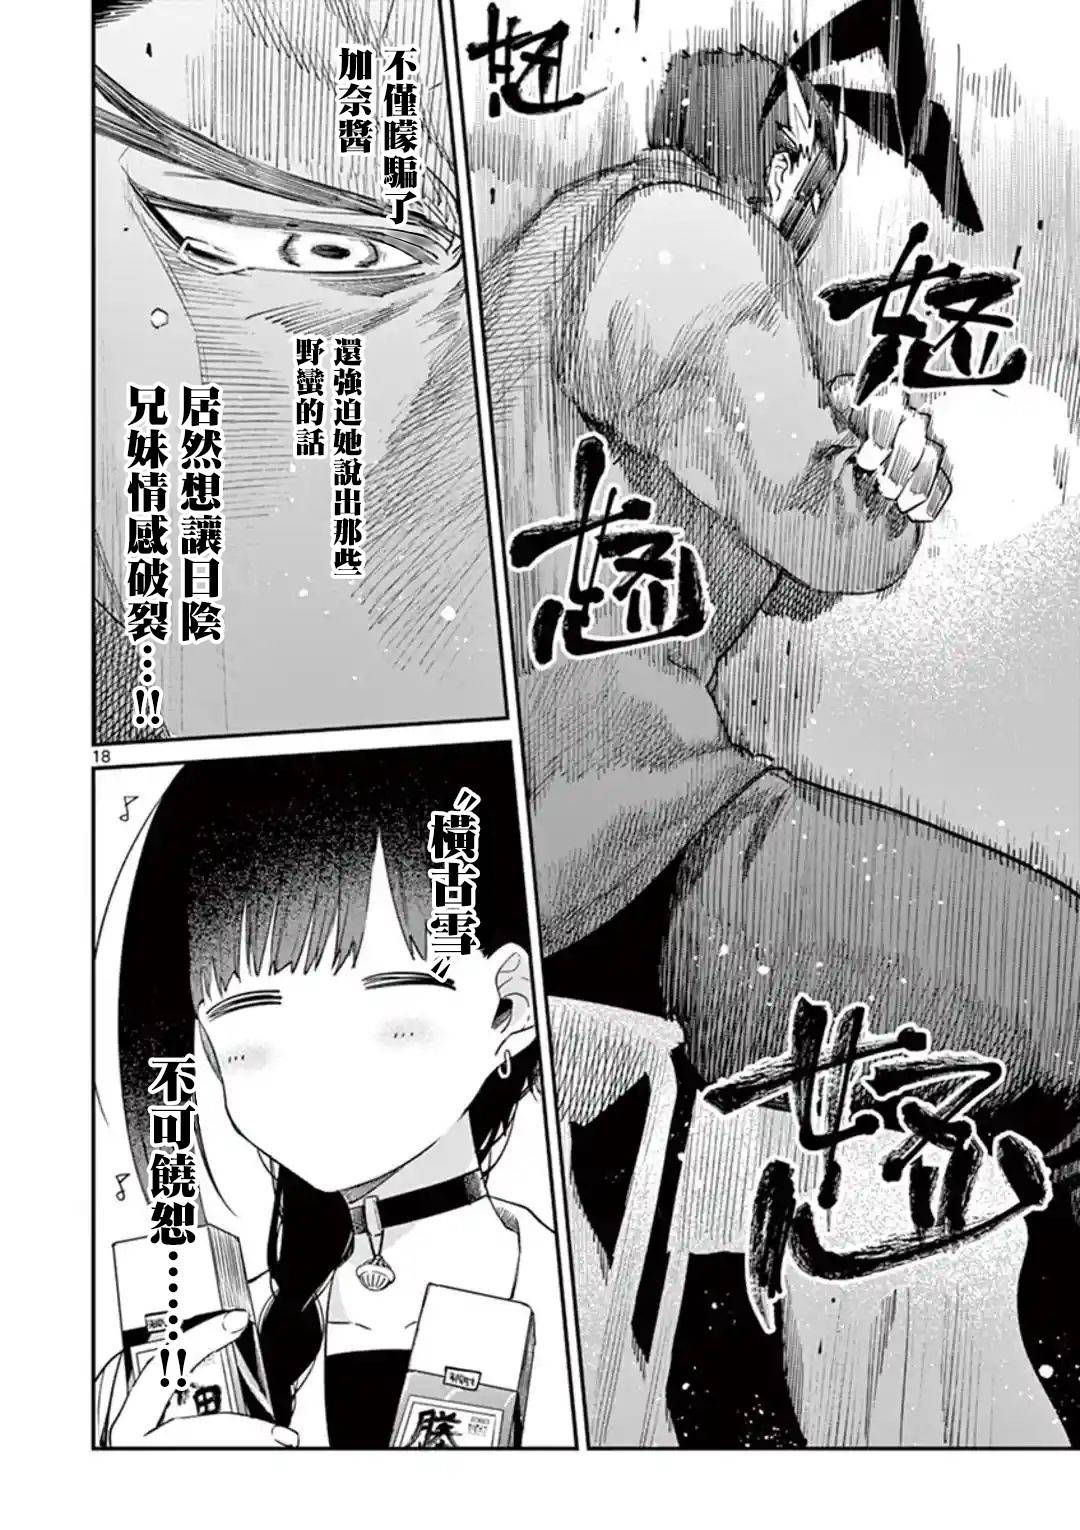 不僅矇騙了
加奈醬
還強迫她說出那些
野蠻的話
居然想讓日陰
兄妹情感破裂…!!
18
〝橫古雪〞
不可饒恕………!!
勝
田